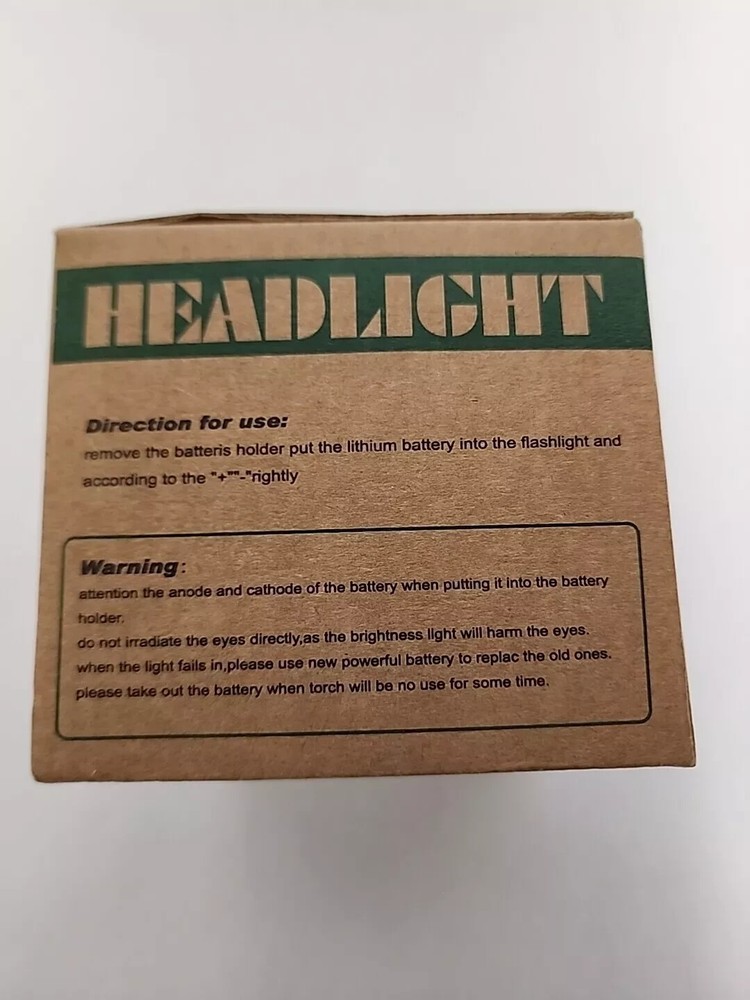 HEADLIGHT
Direction for use:
remove the batteris holder put the lithium battery into the flashlight and
according to the "+""-"rightly
Warning:
attention the anode and cathode of the battery when putting it into the battery
holder.
do not irradiate the eyes directly,as the brightness light will harm the eyes.
when the light fails in,please use new powerful battery to replac the old ones.
please take out the battery when torch will be no use for some time.